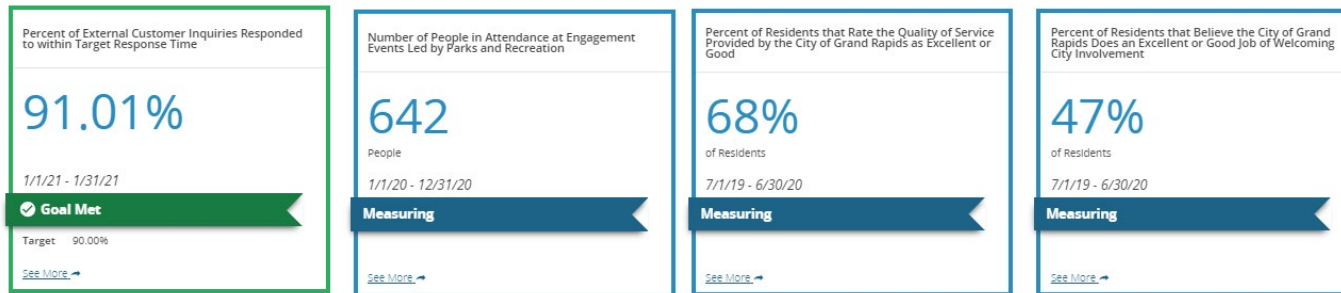 Percent of External Customer Inquiries Responded
to within Target Response Time
91.01%
1/1/21 - 1/31/21
Goal Met
Target 90.00%
See More
Number of People in Attendance at Engagement
Events Led by Parks and Recreation
642
People
1/1/20 - 12/31/20
Measuring
See More
Percent of Residents that Rate the Quality of Service
Provided by the City of Grand Rapids as Excellent or
Good
68%
of Residents
7/1/19 - 6/30/20
Measuring
See More
Percent of Residents that Believe the City of Grand
Rapids Does an Excellent or Good Job of Welcoming
City Involvement
47%
of Residents
7/1/19 - 6/30/20
Measuring
See More